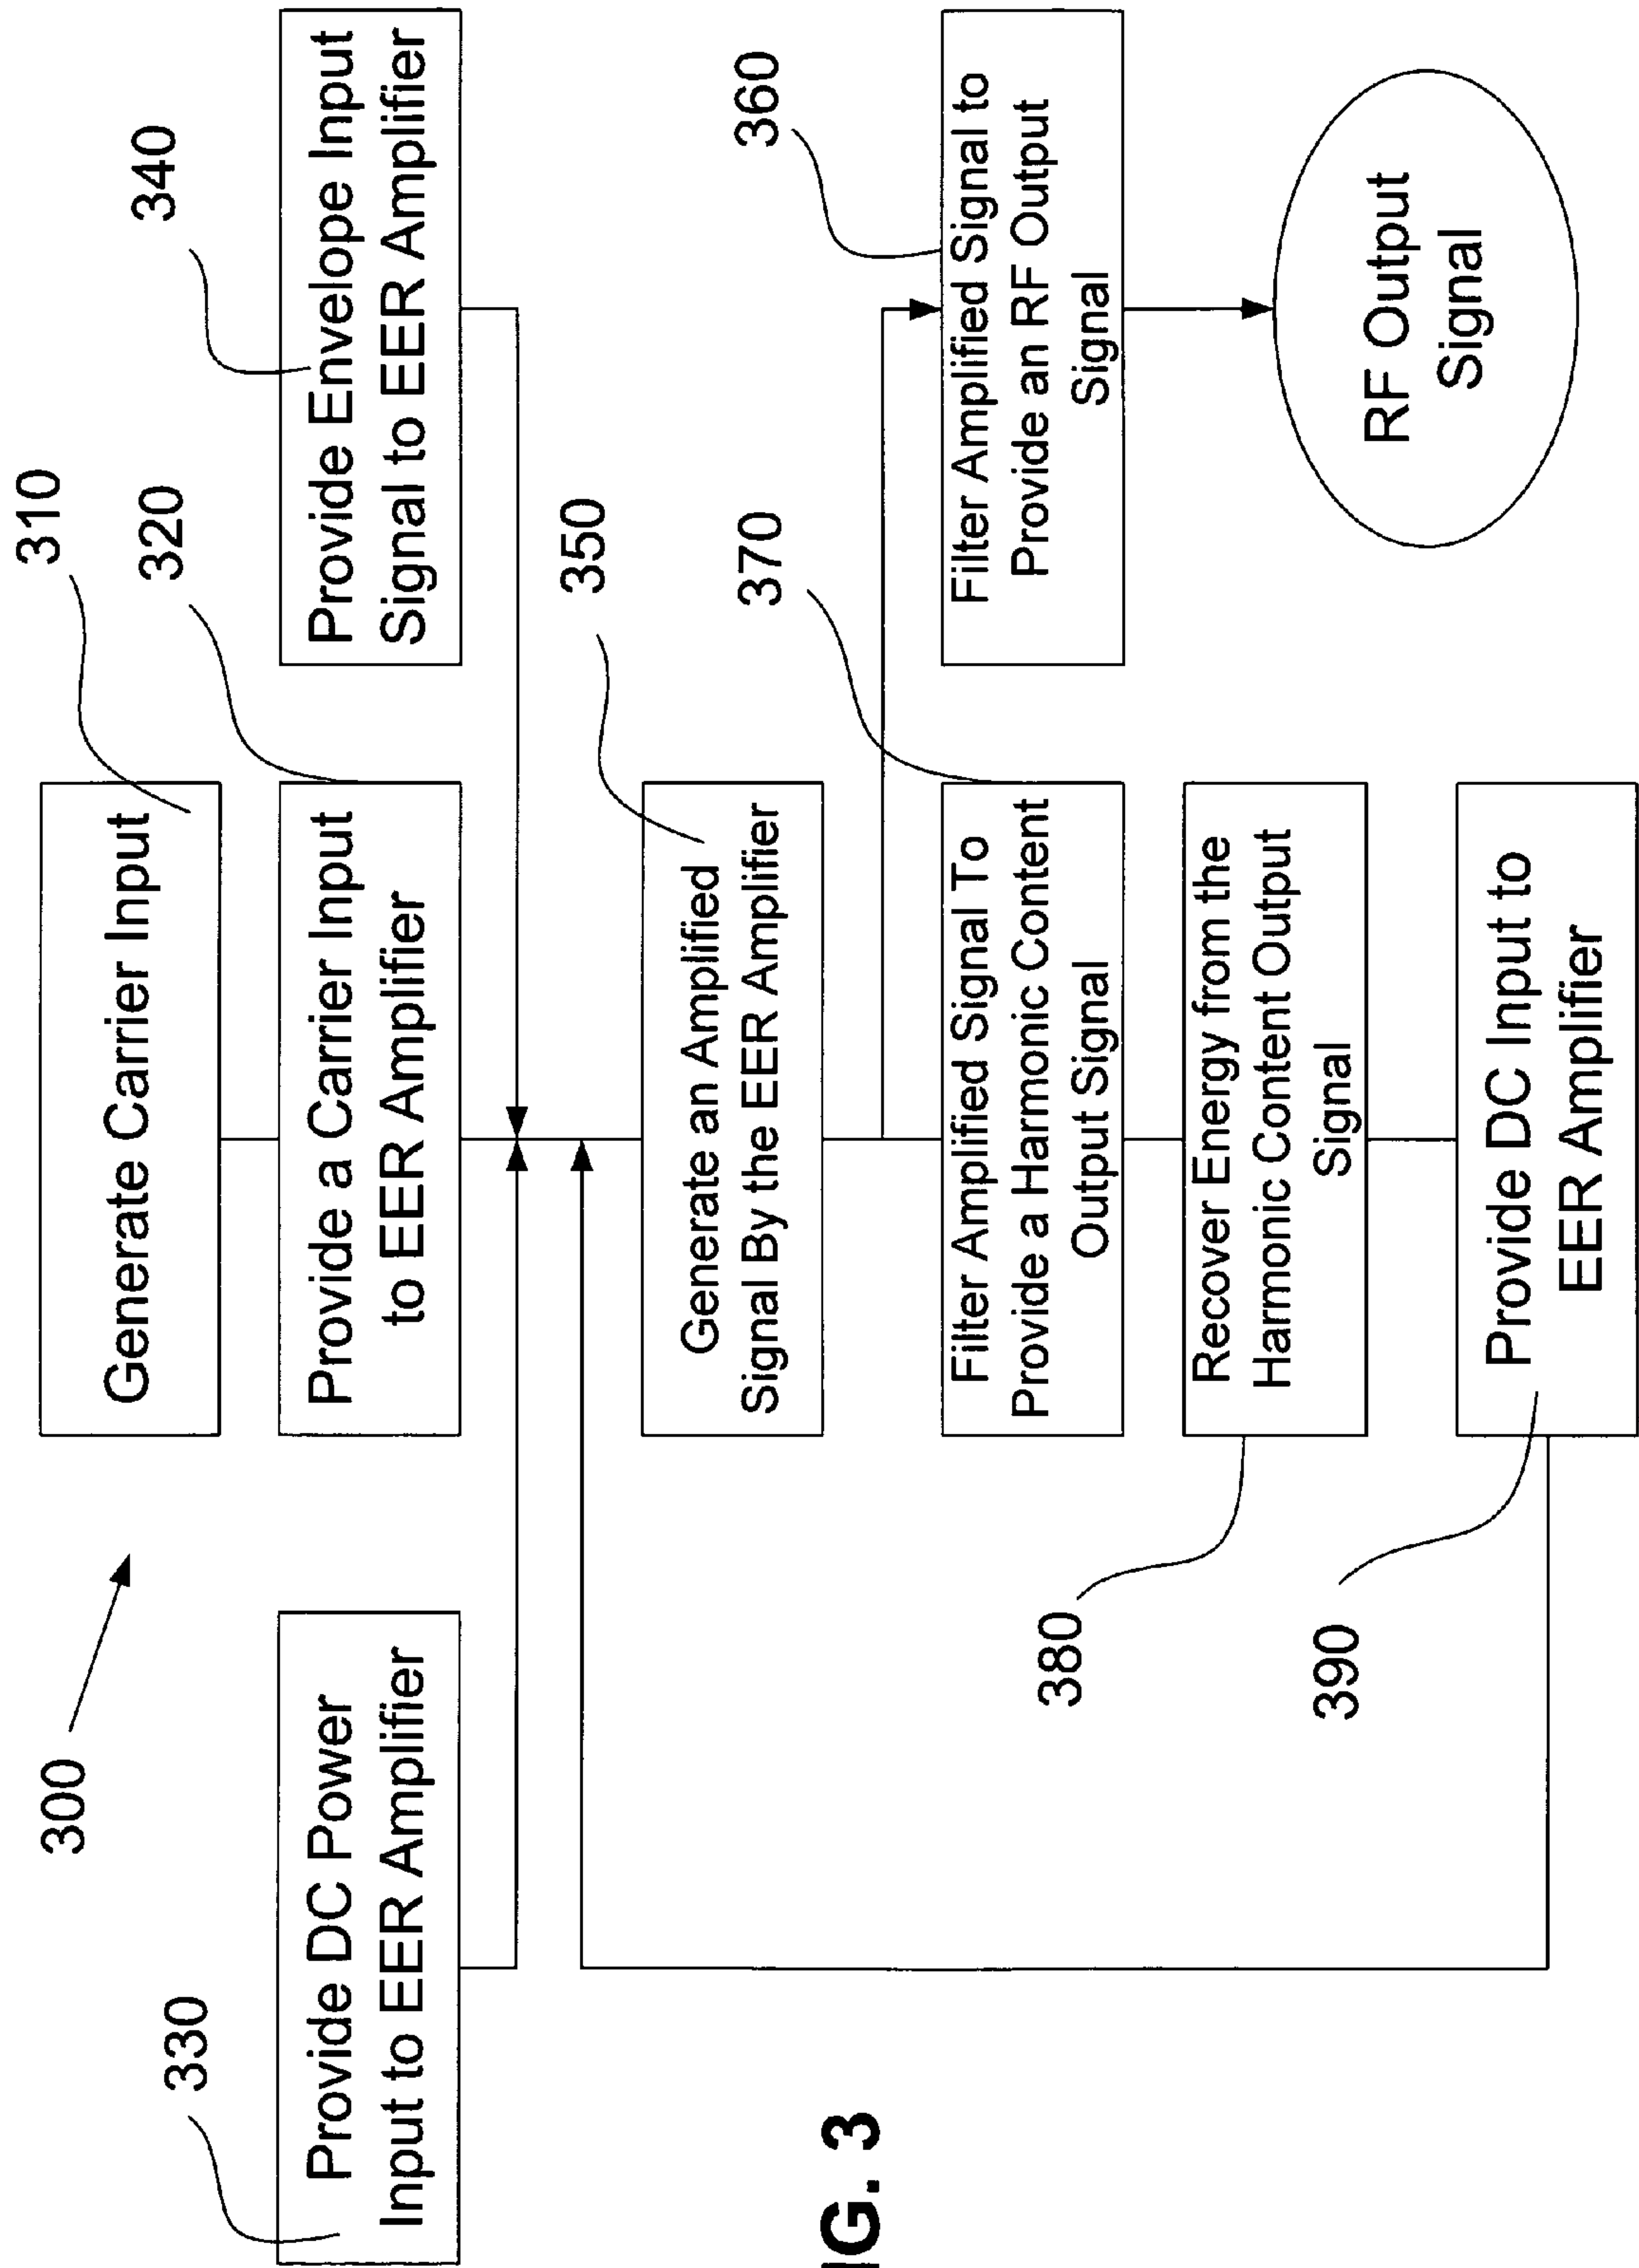 300
310
Generate Carrier Input
320
Provide a Carrier Input
to EER Amplifier
330
Provide DC Power
Input to EER Amplifier
340
Provide Envelope Input
Signal to EER Amplifier
350
Generate an Amplified
Signal By the EER Amplifier
360
Filter Amplified Signal to
Provide an RF Output
Signal
370
Filter Amplified Signal To
Provide a Harmonic Content
Output Signal
380
Recover Energy from the
Harmonic Content Output
Signal
390
Provide DC Input to
EER Amplifier
RF Output
Signal
IG. 3